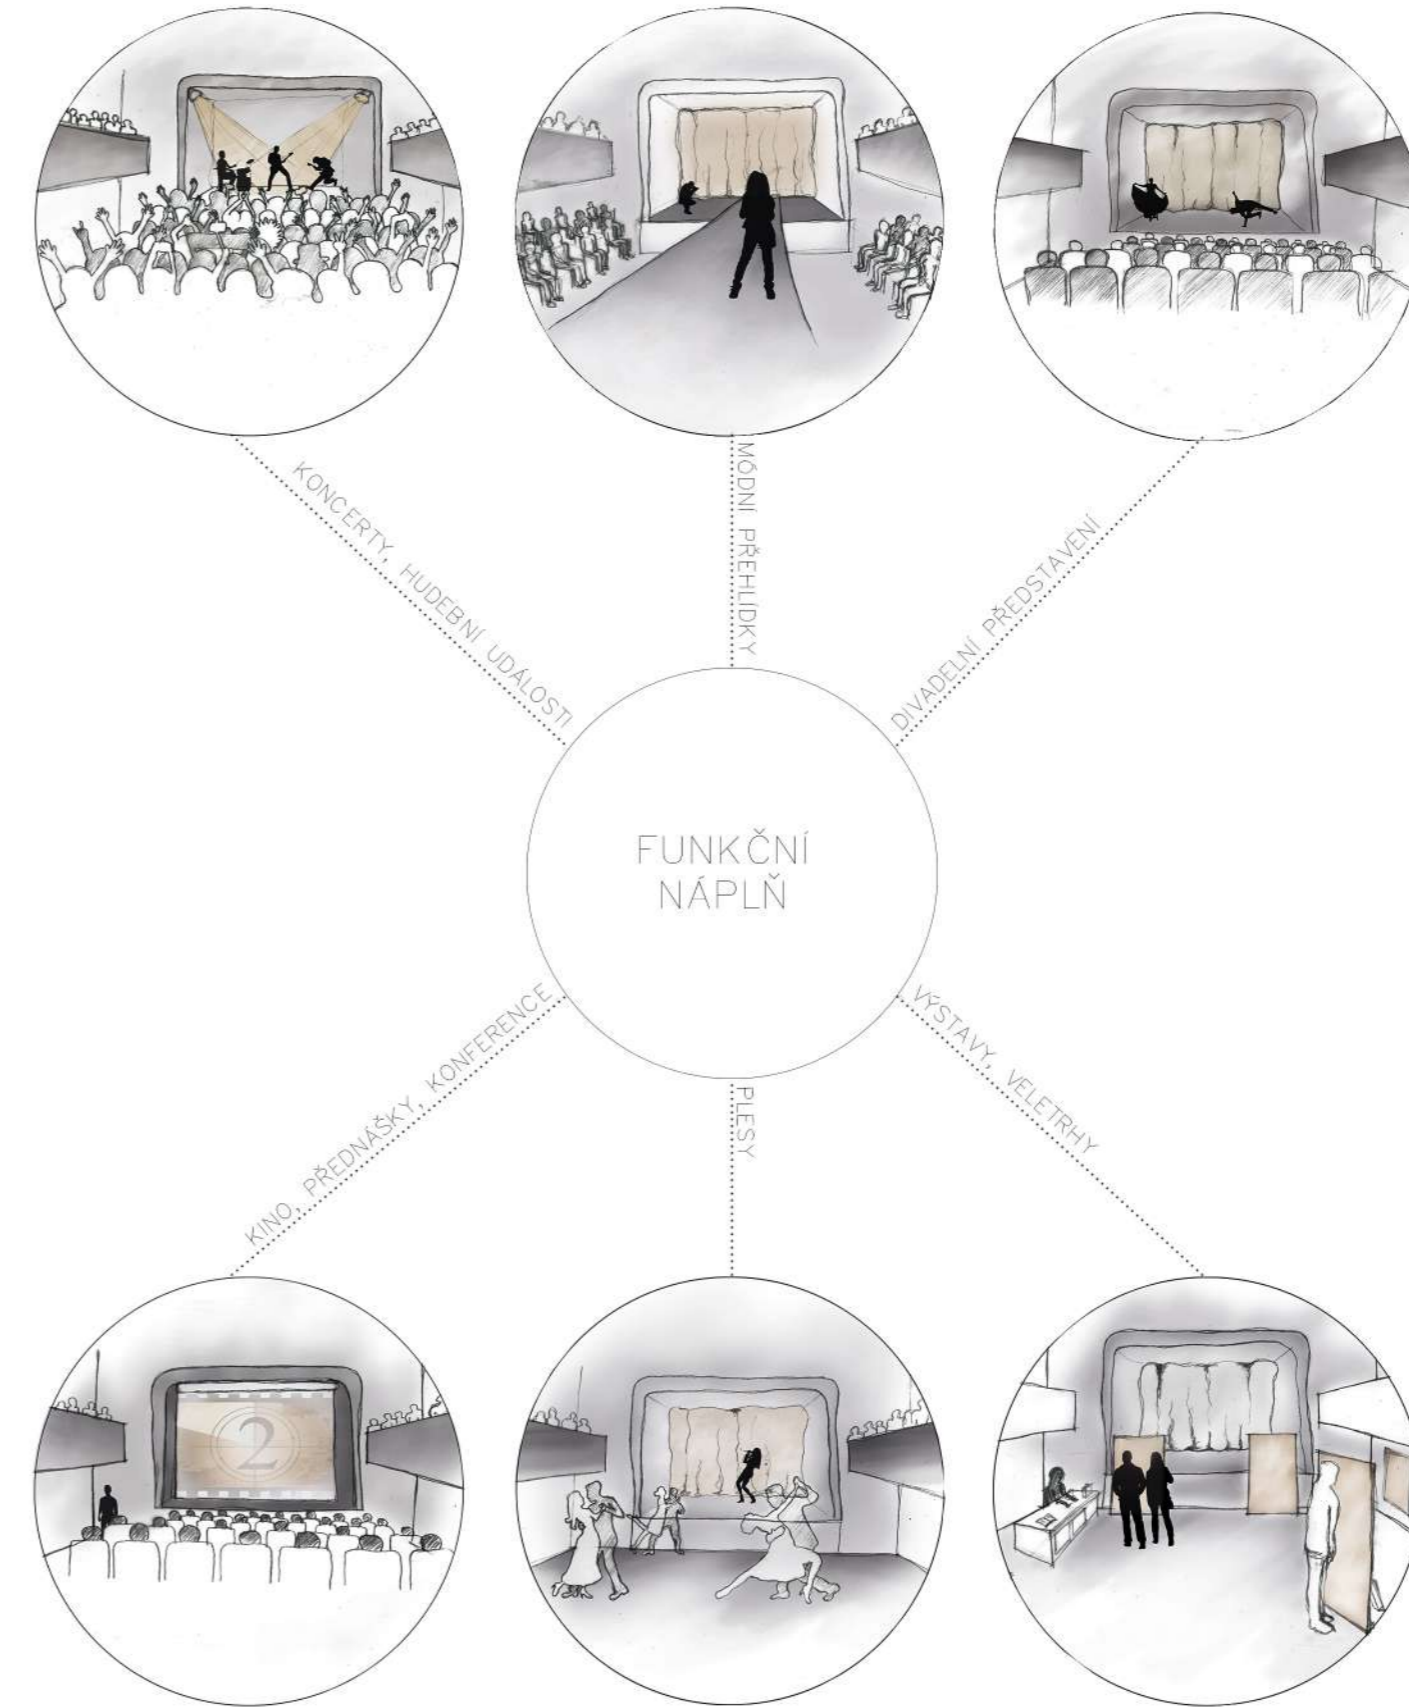 KONCERTY, HUDEBNÍ UDÁLOSTI
MÓDNÍ PŘEHLÍDKY
DIVADELNÍ PŘEDSTAVENÍ
FUNKČNÍ
NÁPLŇ
KINO, PŘEDNÁŠKY, KONFERENCE
PLESY
VÝSTAVY, VELETRHY
2